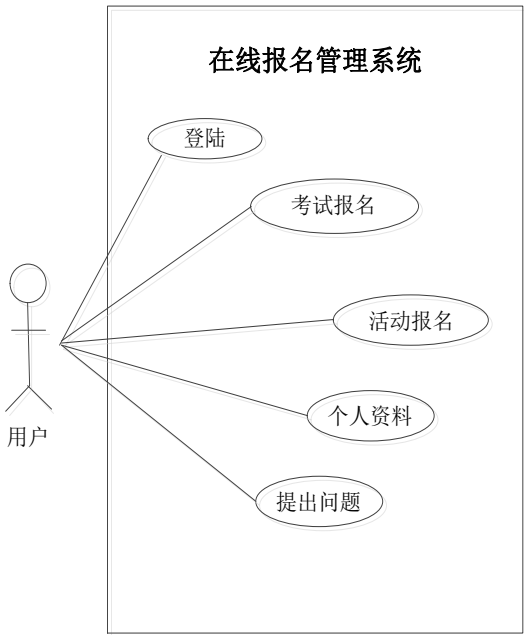 在线报名管理系统
登陆
考试报名
活动报名
个人资料
用户
提出问题